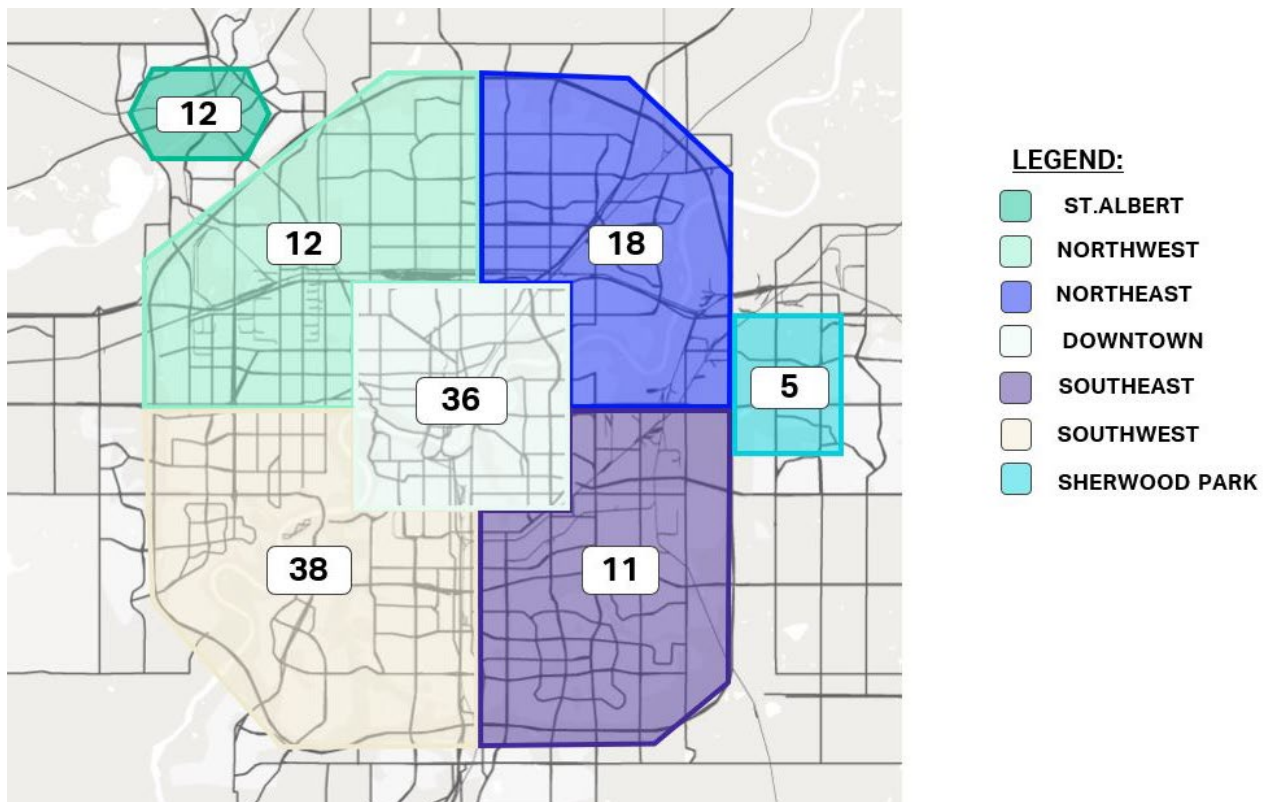 12
12
18
36
5
38
11
LEGEND:
ST.ALBERT
NORTHWEST
NORTHEAST
DOWNTOWN
SOUTHEAST
SOUTHWEST
SHERWOOD PARK